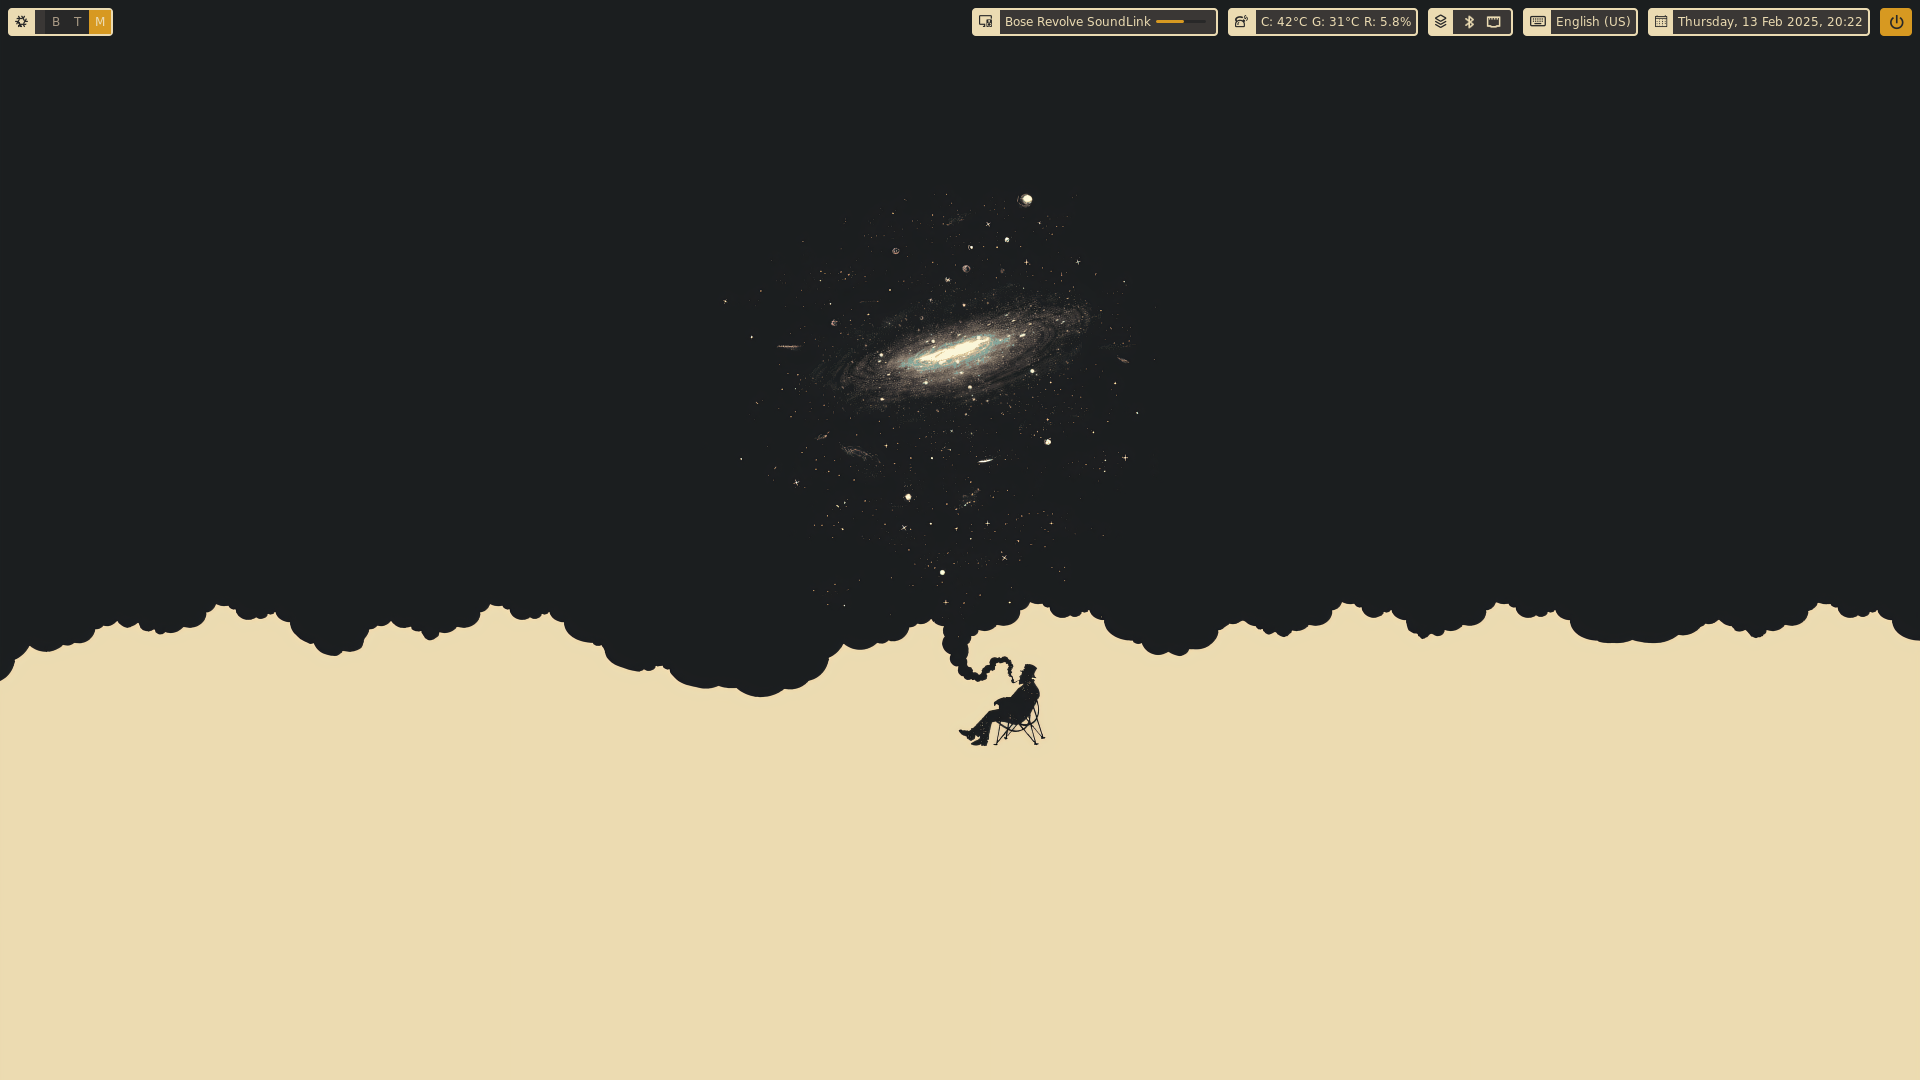 B T M
Bose Revolve SoundLink
C: 42°C G: 31°C R: 5.8%
English (US)
Thursday, 13 Feb 2025, 20:22